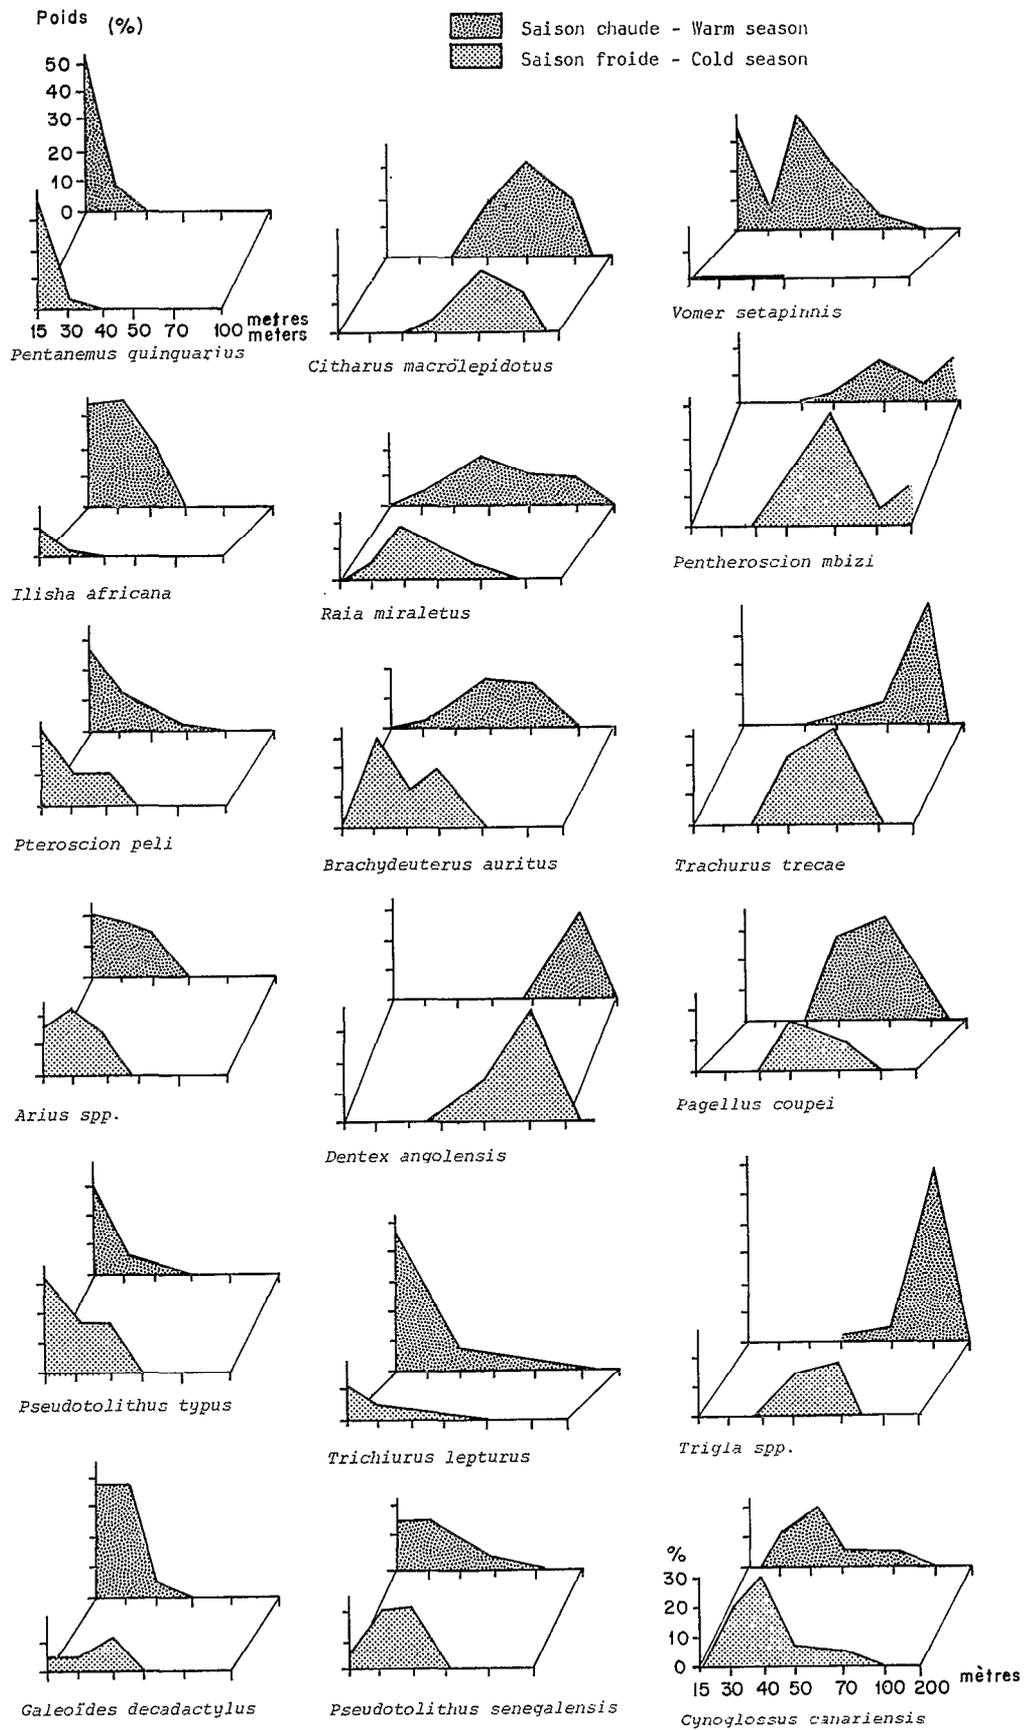 Poids (%)
Saison chaude - Warm season
Saison froide - Cold season
50
40
30
20
10
0
15 30 40 50 70 100 metres
meters
Pentanemus quinquarius
Citharus macrölepidotus
Vomer setapinnis
Ilisha africana
Raia miraletus
Pentheroscion mbizi
Pteroscion peli
Brachydeuterus auritus
Trachurus trecae
Arius spp.
Dentex angolensis
Pagellus coupei
Pseudotolithus typus
Trichiurus lepturus
Trigla spp.
%
30
20
10
0
15 30 40 50 70 100 200 mètres
Galeoïdes decadactylus
Pseudotolithus senegalensis
Cynoglossus canariensis